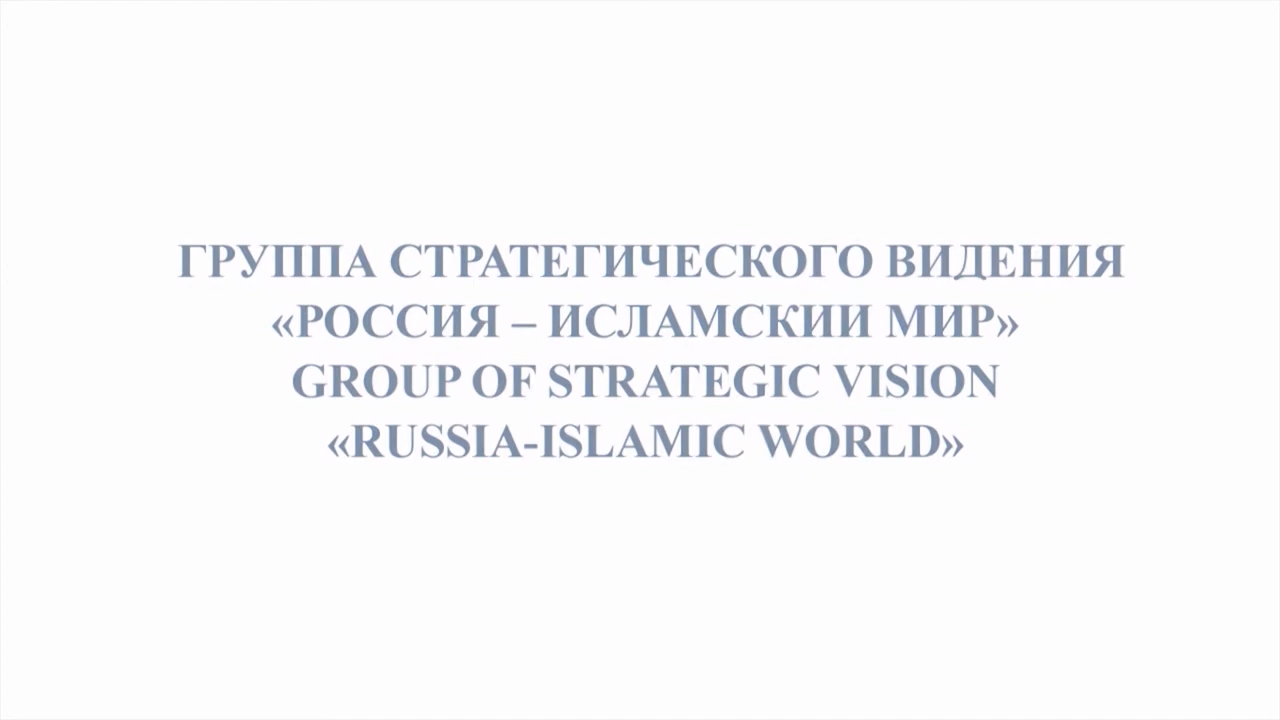 ГРУППА СТРАТЕГИЧЕСКОГО ВИДЕНИЯ
«РОССИЯ – ИСЛАМСКИИ МИР»
GROUP OF STRATEGIC VISION
«RUSSIA-ISLAMIC WORLD»